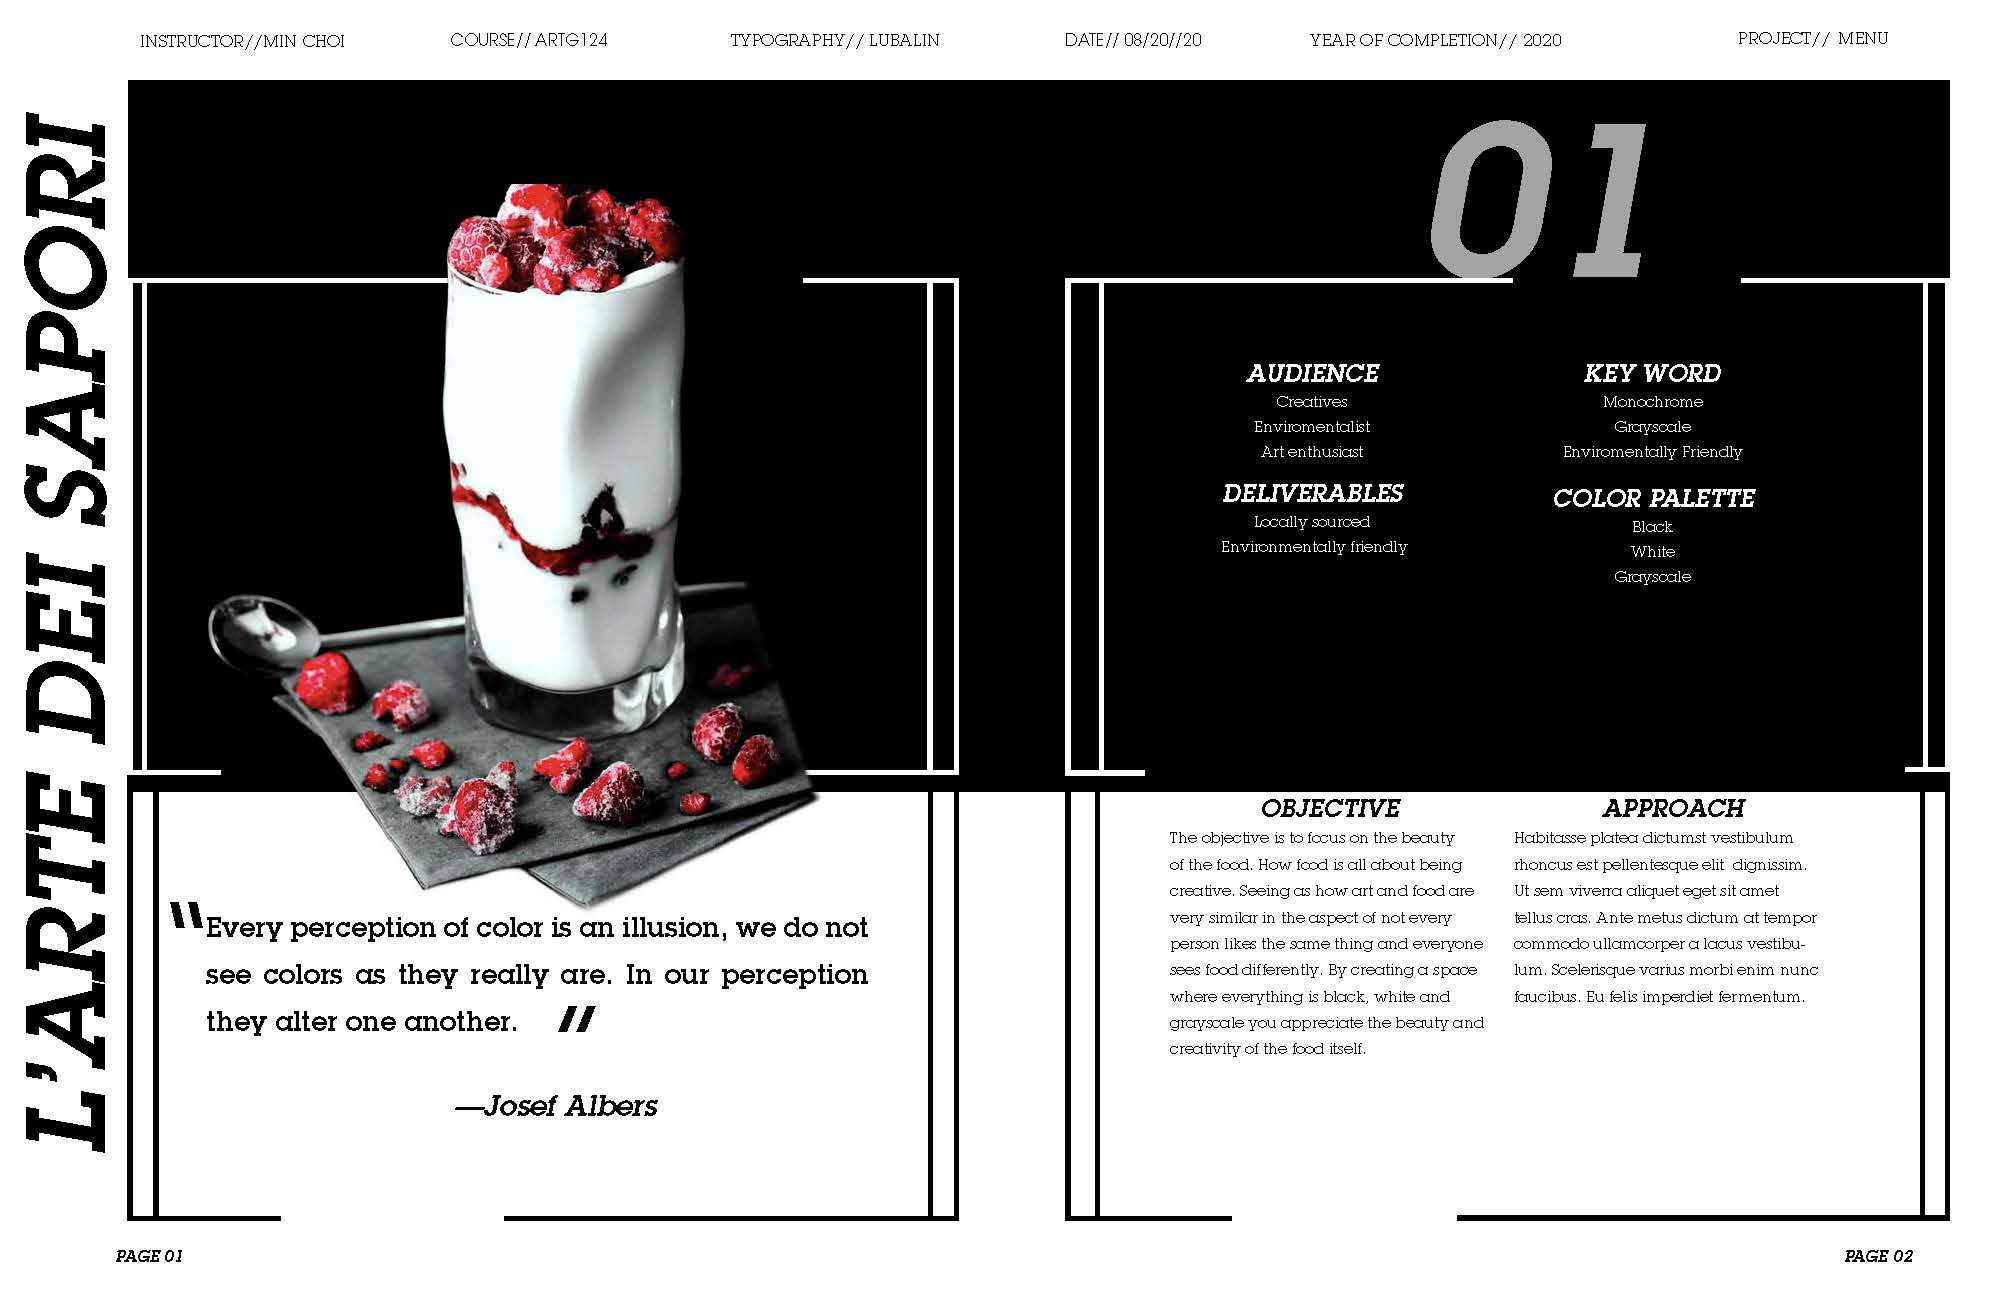 INSTRUCTOR//MIN CHOI
COURSE// ARTG124
TYPOGRAPHY// LUBALIN
DATE// 08/20//20
YEAR OF COMPLETION// 2020
PROJECT// MENU
L'ARTE DEI SAPORI
"Every perception of color is an illusion, we do not
see colors as they really are. In our perception
they alter one another. "
—Josef Albers
01
AUDIENCE
Creatives
Enviromentalist
Art enthusiast
DELIVERABLES
Locally sourced
Environmentally friendly
KEY WORD
Monochrome
Grayscale
Enviromentally Friendly
COLOR PALETTE
Black
White
Grayscale
OBJECTIVE
The objective is to focus on the beauty
of the food. How food is all about being
creative. Seeing as how art and food are
very similar in the aspect of not every
person likes the same thing and everyone
sees food differently. By creating a space
where everything is black, white and
grayscale you appreciate the beauty and
creativity of the food itself.
APPROACH
Habitasse platea dictumst vestibulum
rhoncus est pellentesque elit dignissim.
Ut sem viverra aliquet eget sit amet
tellus cras. Ante metus dictum at tempor
commodo ullamcorper a lacus vestibu-
lum. Scelerisque varius morbi enim nunc
faucibus. Eu felis imperdiet fermentum.
PAGE 01
PAGE 02